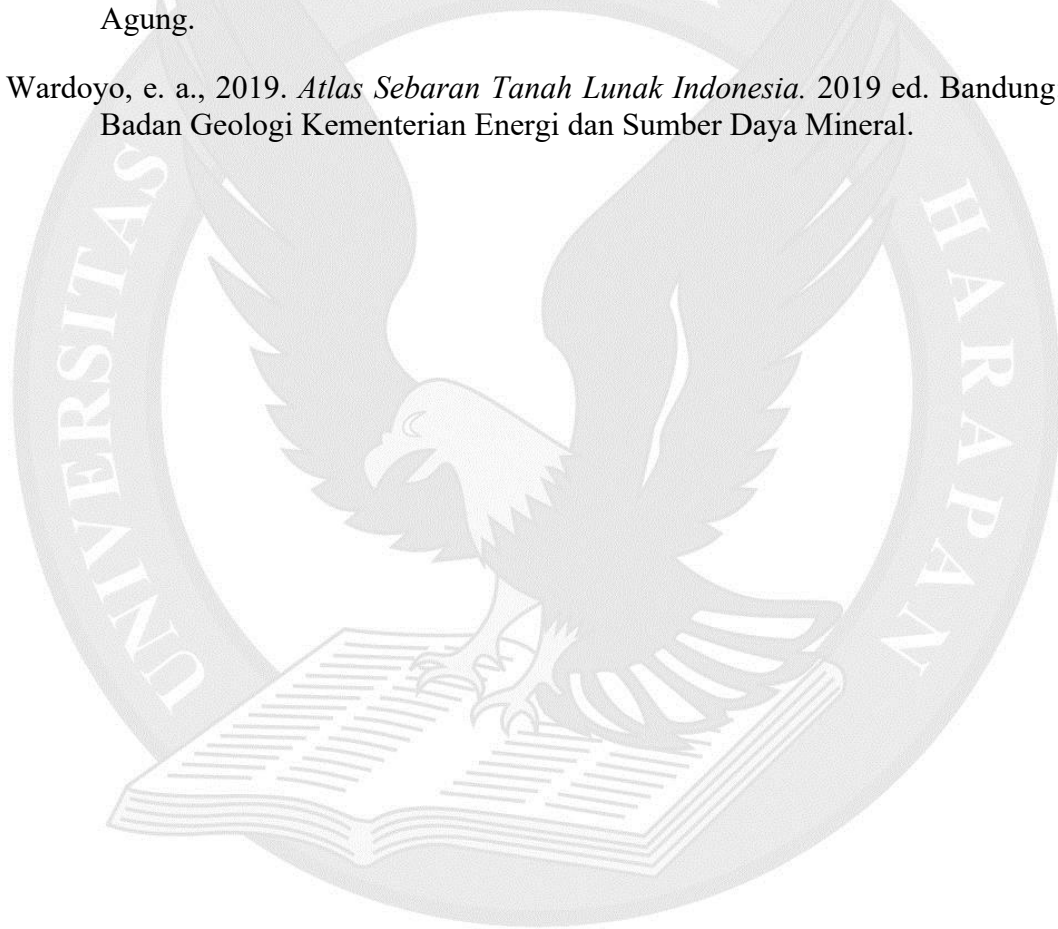 Agung.
Wardoyo, e. a., 2019. Atlas Sebaran Tanah Lunak Indonesia. 2019 ed. Bandung
Badan Geologi Kementerian Energi dan Sumber Daya Mineral.
UNIVERSITAS
HARAPAN